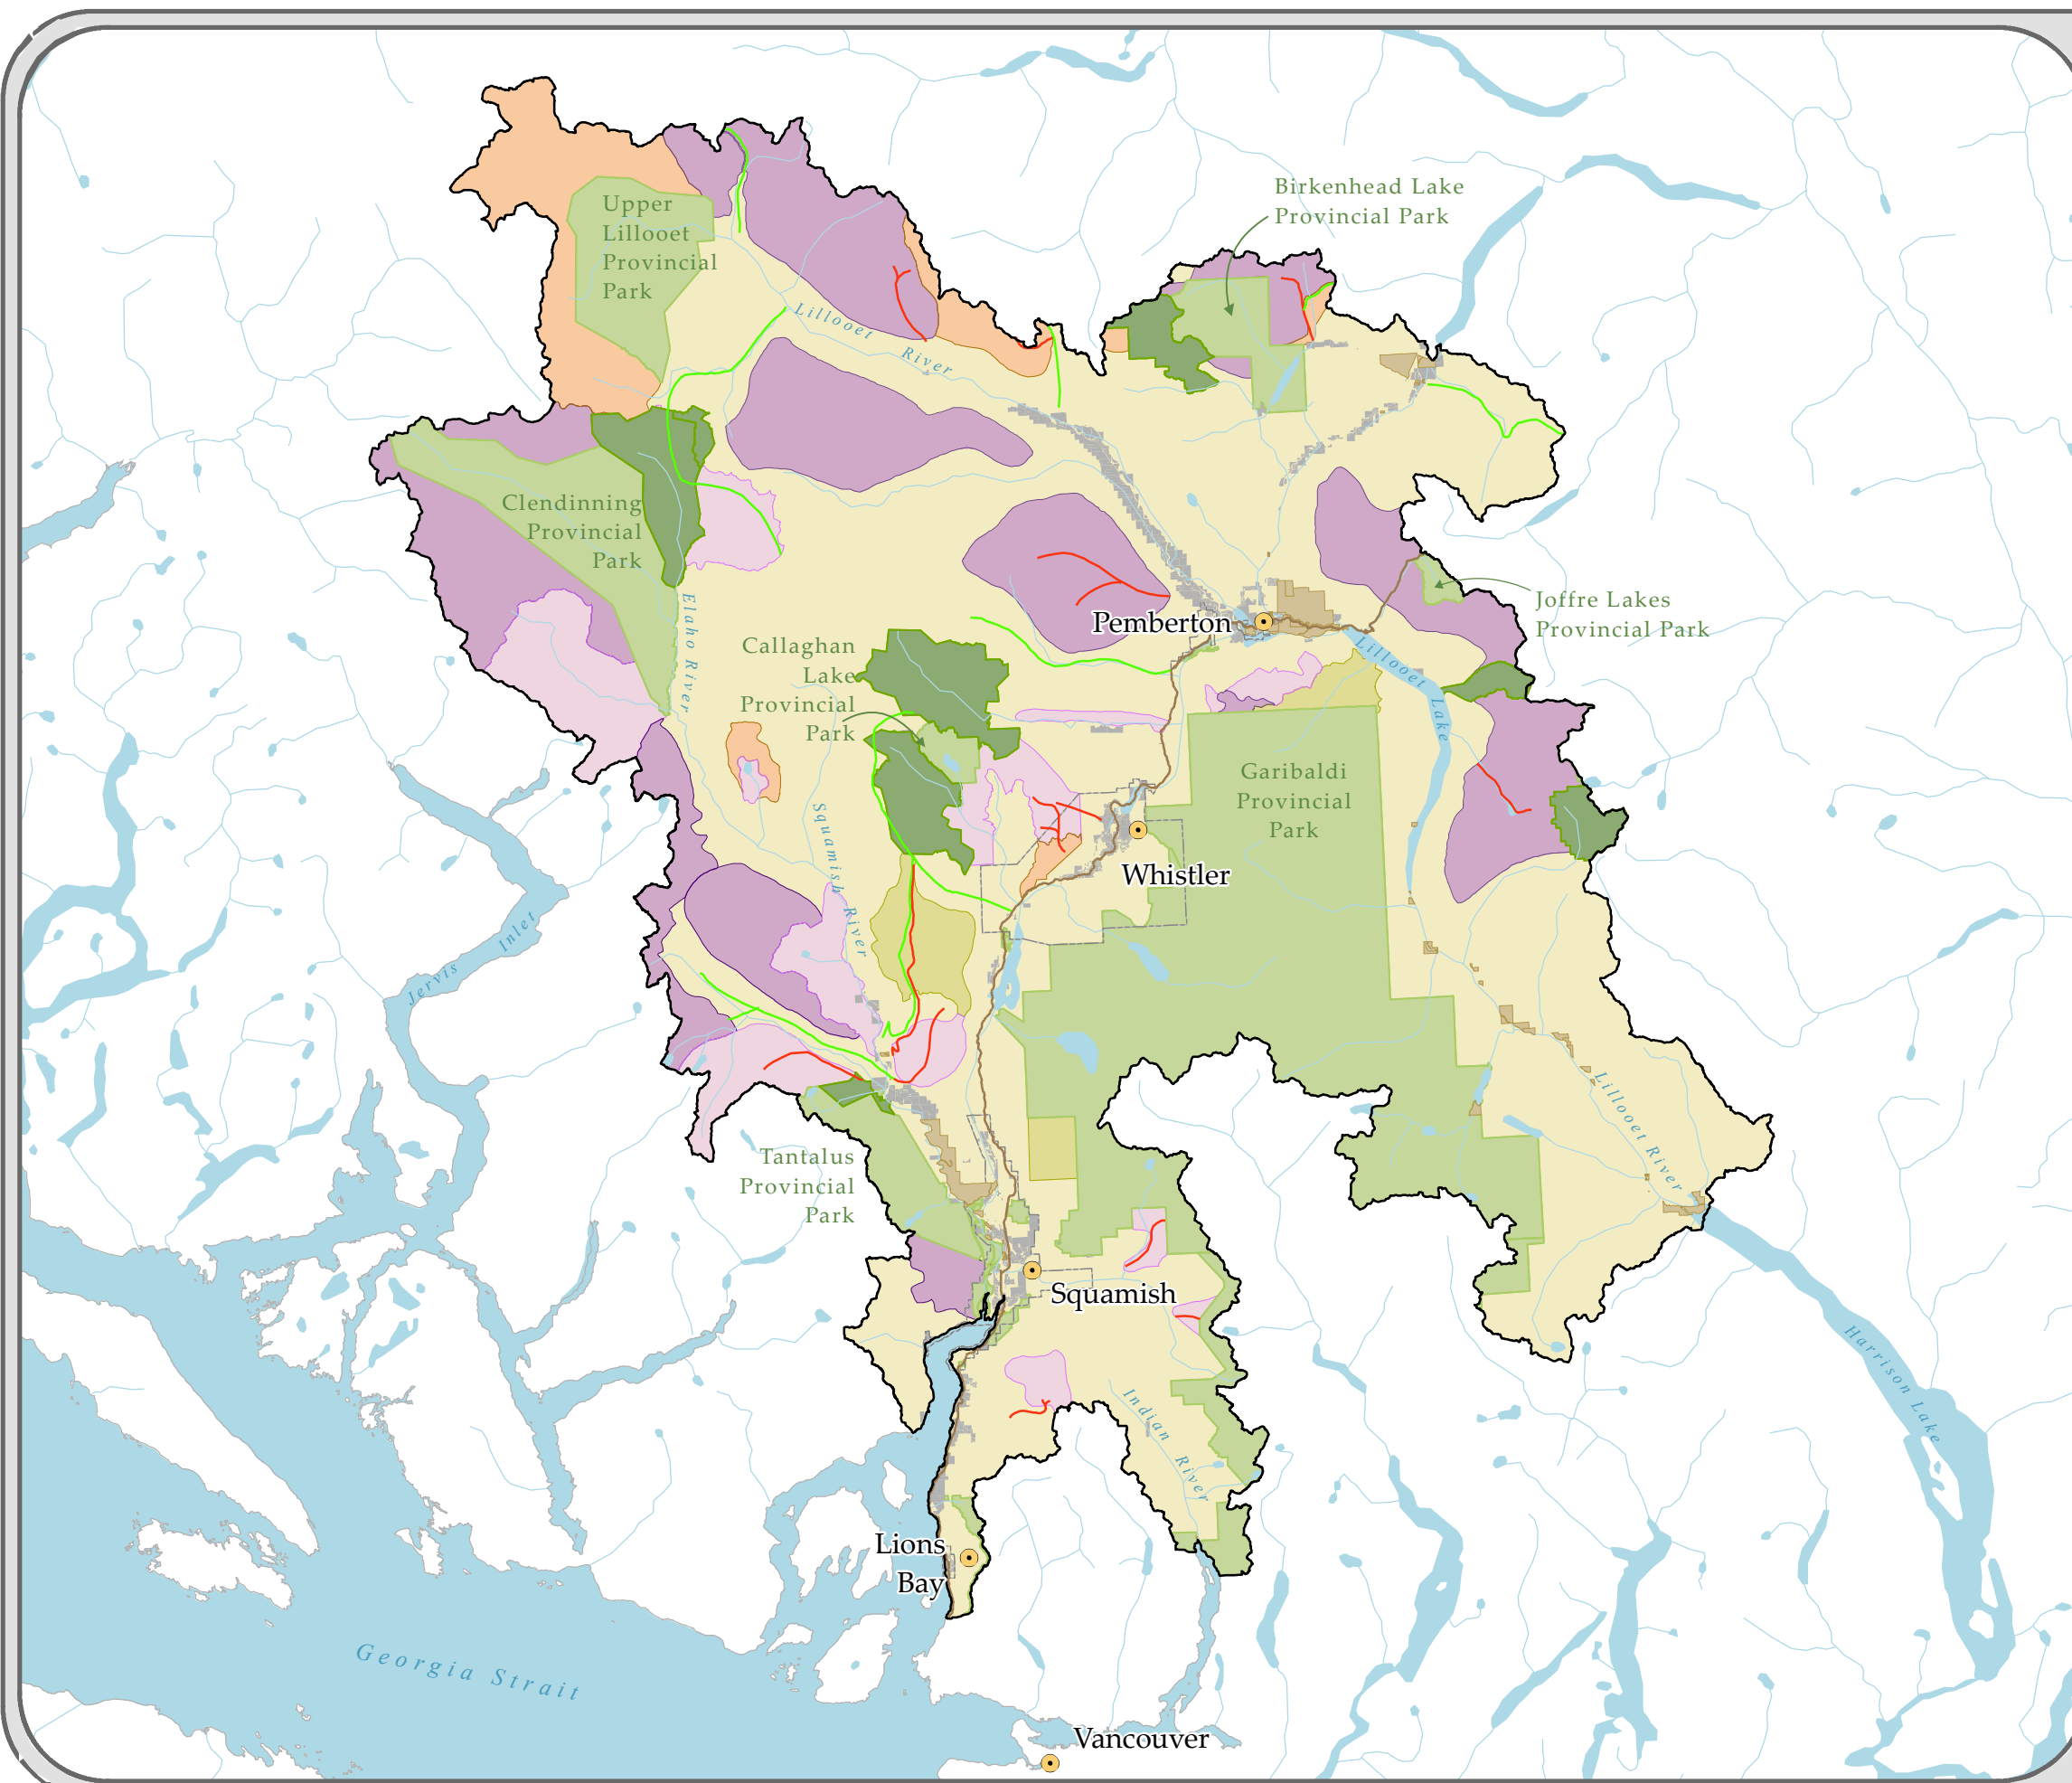 Birkenhead Lake
Provincial Park
Upper
Lillooet
Provincial
Park
Lillooet River
Clendinning
Provincial
Park
Elaho River
Joffre Lakes
Provincial Park
Pemberton
Callaghan
Lake
Provincial
Park
Lillooet Lake
Garibaldi
Provincial
Park
Squamish River
Whistler
Jervis Inlet
Lillooet River
Tantalus
Provincial
Park
Squamish
Harrison Lake
Indian River
Lions
Bay
Georgia Strait
Vancouver